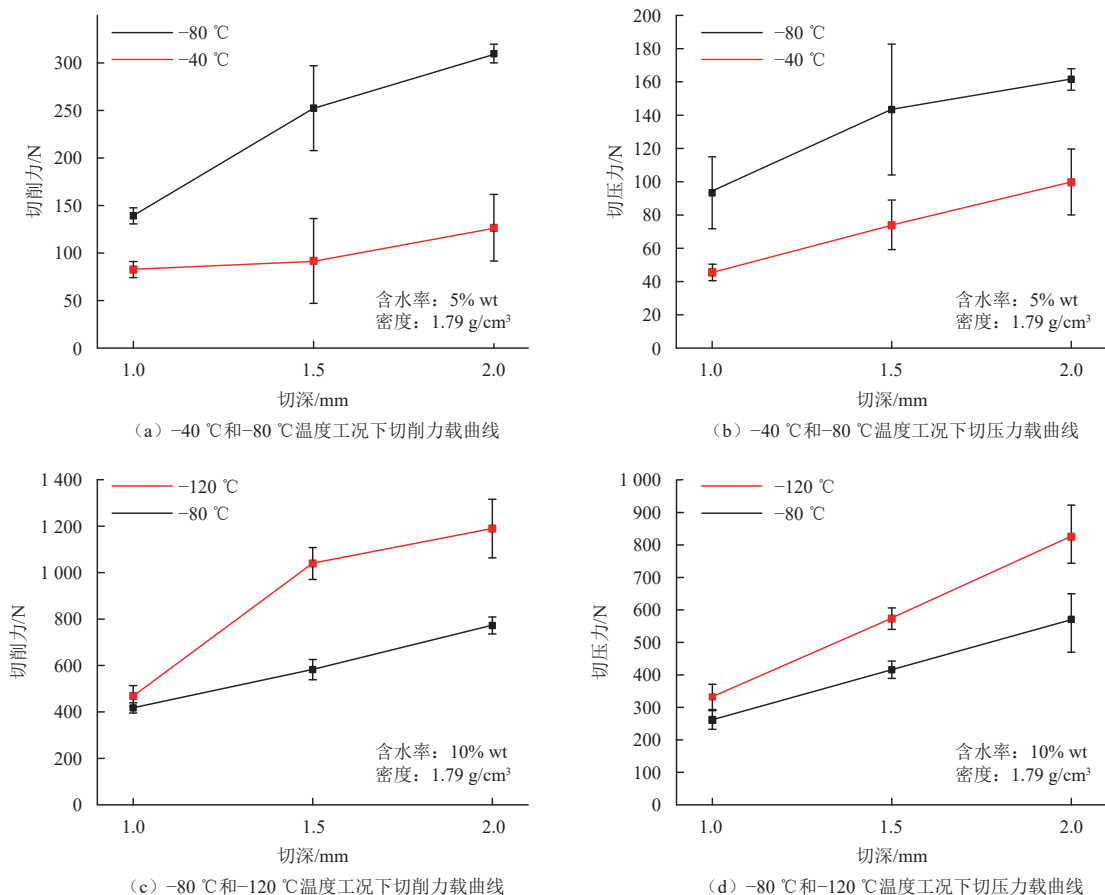 −80 ℃
−40 ℃
350
300
250
200
150
100
50
0
切削力/N
含水率：5% wt
密度：1.79 g/cm³
1.0
1.5
2.0
切深/mm
（a）−40 ℃和−80 ℃温度工况下切削力载曲线
−80 ℃
−40 ℃
200
180
160
140
120
100
80
60
40
20
0
切压力/N
含水率：5% wt
密度：1.79 g/cm³
1.0
1.5
2.0
切深/mm
（b）−40 ℃和−80 ℃温度工况下切压力载曲线
−120 ℃
−80 ℃
1 400
1 200
1 000
800
600
400
200
0
切削力/N
含水率：10% wt
密度：1.79 g/cm³
1.0
1.5
2.0
切深/mm
（c）−80 ℃和−120 ℃温度工况下切削力载曲线
−120 ℃
−80 ℃
1 000
900
800
700
600
500
400
300
200
100
0
切压力/N
含水率：10% wt
密度：1.79 g/cm³
1.0
1.5
2.0
切深/mm
（d）−80 ℃和−120 ℃温度工况下切压力载曲线